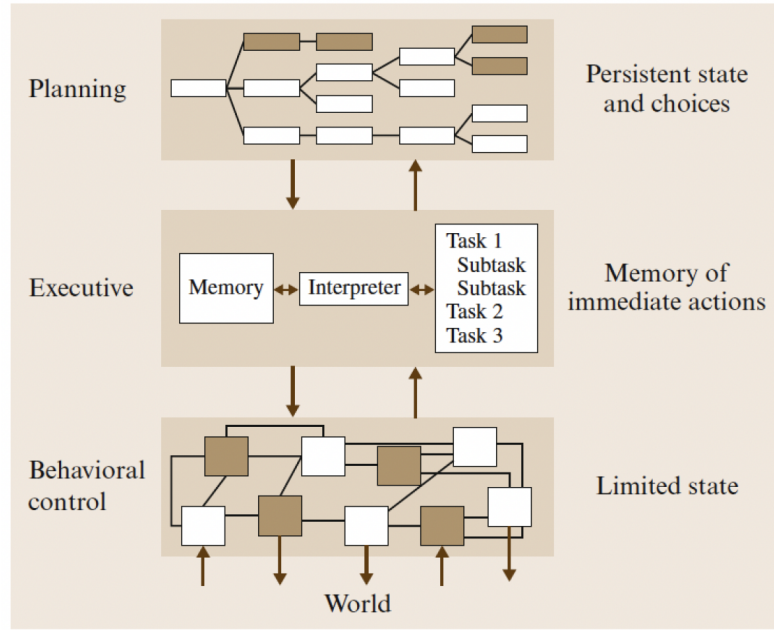 Planning
Persistent state
and choices
Executive
Memory
Interpreter
Task 1
Subtask
Subtask
Task 2
Task 3
Memory of
immediate actions
Behavioral
control
Limited state
World